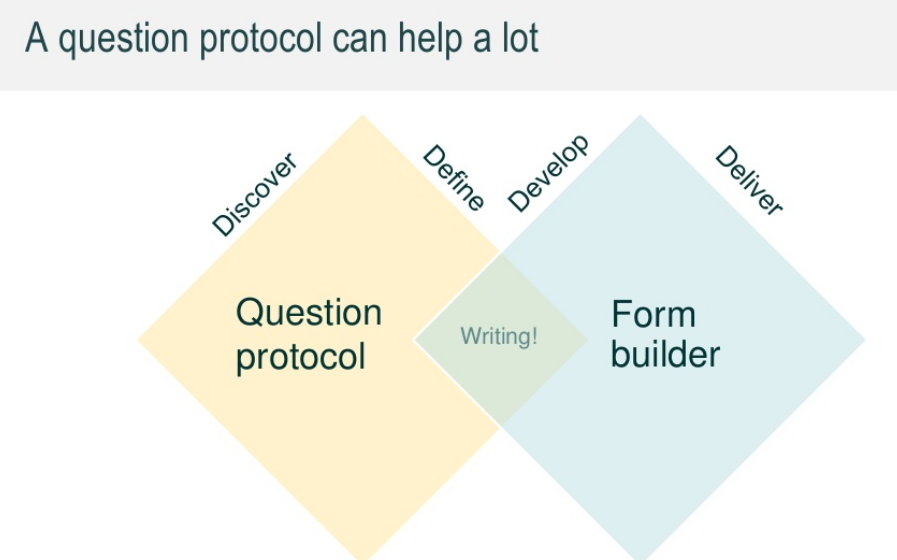 A question protocol can help a lot
Discover
Define
Develop
Deliver
Question
protocol
Writing!
Form
builder